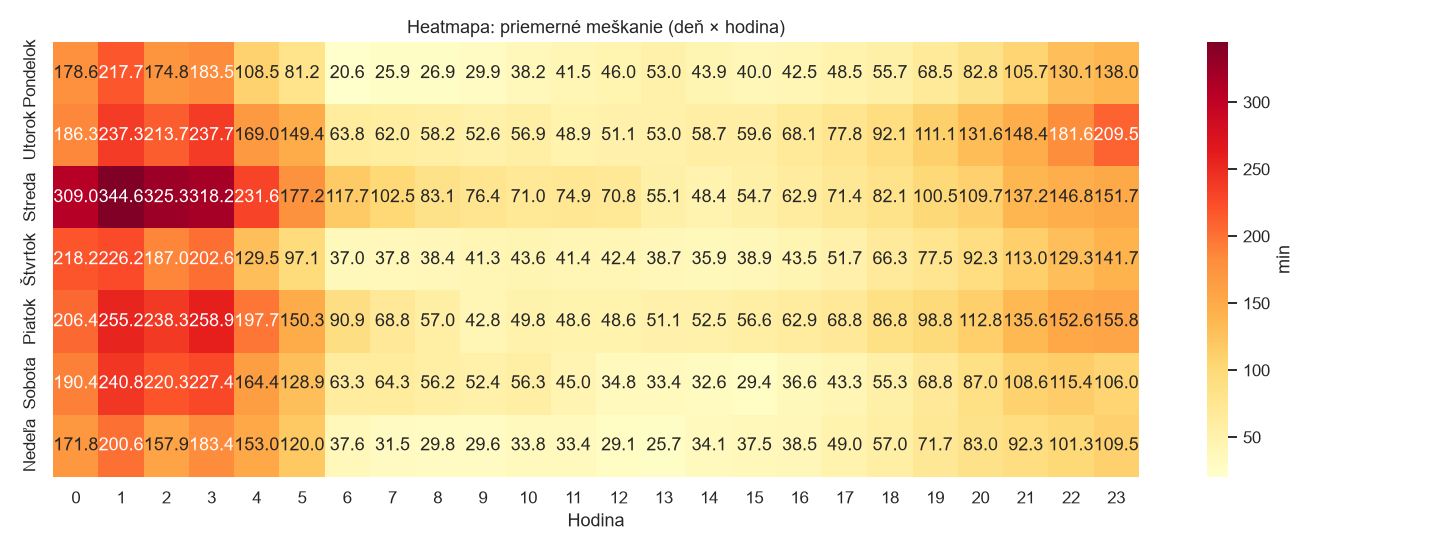 Heatmapa: priemerné meškanie (deň × hodina)
Pondelok 178.6 217.7 174.8 183.5 108.5 81.2 20.6 25.9 26.9 29.9 38.2 41.5 46.0 53.0 43.9 40.0 42.5 48.5 55.7 68.5 82.8 105.7 130.1 138.0
Utorok 186.3 237.3 213.7 237.7 169.0 149.4 63.8 62.0 58.2 52.6 56.9 48.9 51.1 53.0 58.7 59.6 68.1 77.8 92.1 111.1 131.6 148.4 181.6 209.5
Streda 309.0 344.6 325.3 318.2 231.6 177.2 117.7 102.5 83.1 76.4 71.0 74.9 70.8 55.1 48.4 54.7 62.9 71.4 82.1 100.5 109.7 137.2 146.8 151.7
Štvrtok 218.2 226.2 187.0 202.6 129.5 97.1 37.0 37.8 38.4 41.3 43.6 41.4 42.4 38.7 35.9 38.9 43.5 51.7 66.3 77.5 92.3 113.0 129.3 141.7
Piatok 206.4 255.2 238.3 258.9 197.7 150.3 90.9 68.8 57.0 42.8 49.8 48.6 48.6 51.1 52.5 56.6 62.9 68.8 86.8 98.8 112.8 135.6 152.6 155.8
Sobota 190.4 240.8 220.3 227.4 164.4 128.9 63.3 64.3 56.2 52.4 56.3 45.0 34.8 33.4 32.6 29.4 36.6 43.3 55.3 68.8 87.0 108.6 115.4 106.0
Nedeľa 171.8 200.6 157.9 183.4 153.0 120.0 37.6 31.5 29.8 29.6 33.8 33.4 29.1 25.7 34.1 37.5 38.5 49.0 57.0 71.7 83.0 92.3 101.3 109.5
0 1 2 3 4 5 6 7 8 9 10 11 12 13 14 15 16 17 18 19 20 21 22 23
Hodina
300
250
200
150
100
50
min